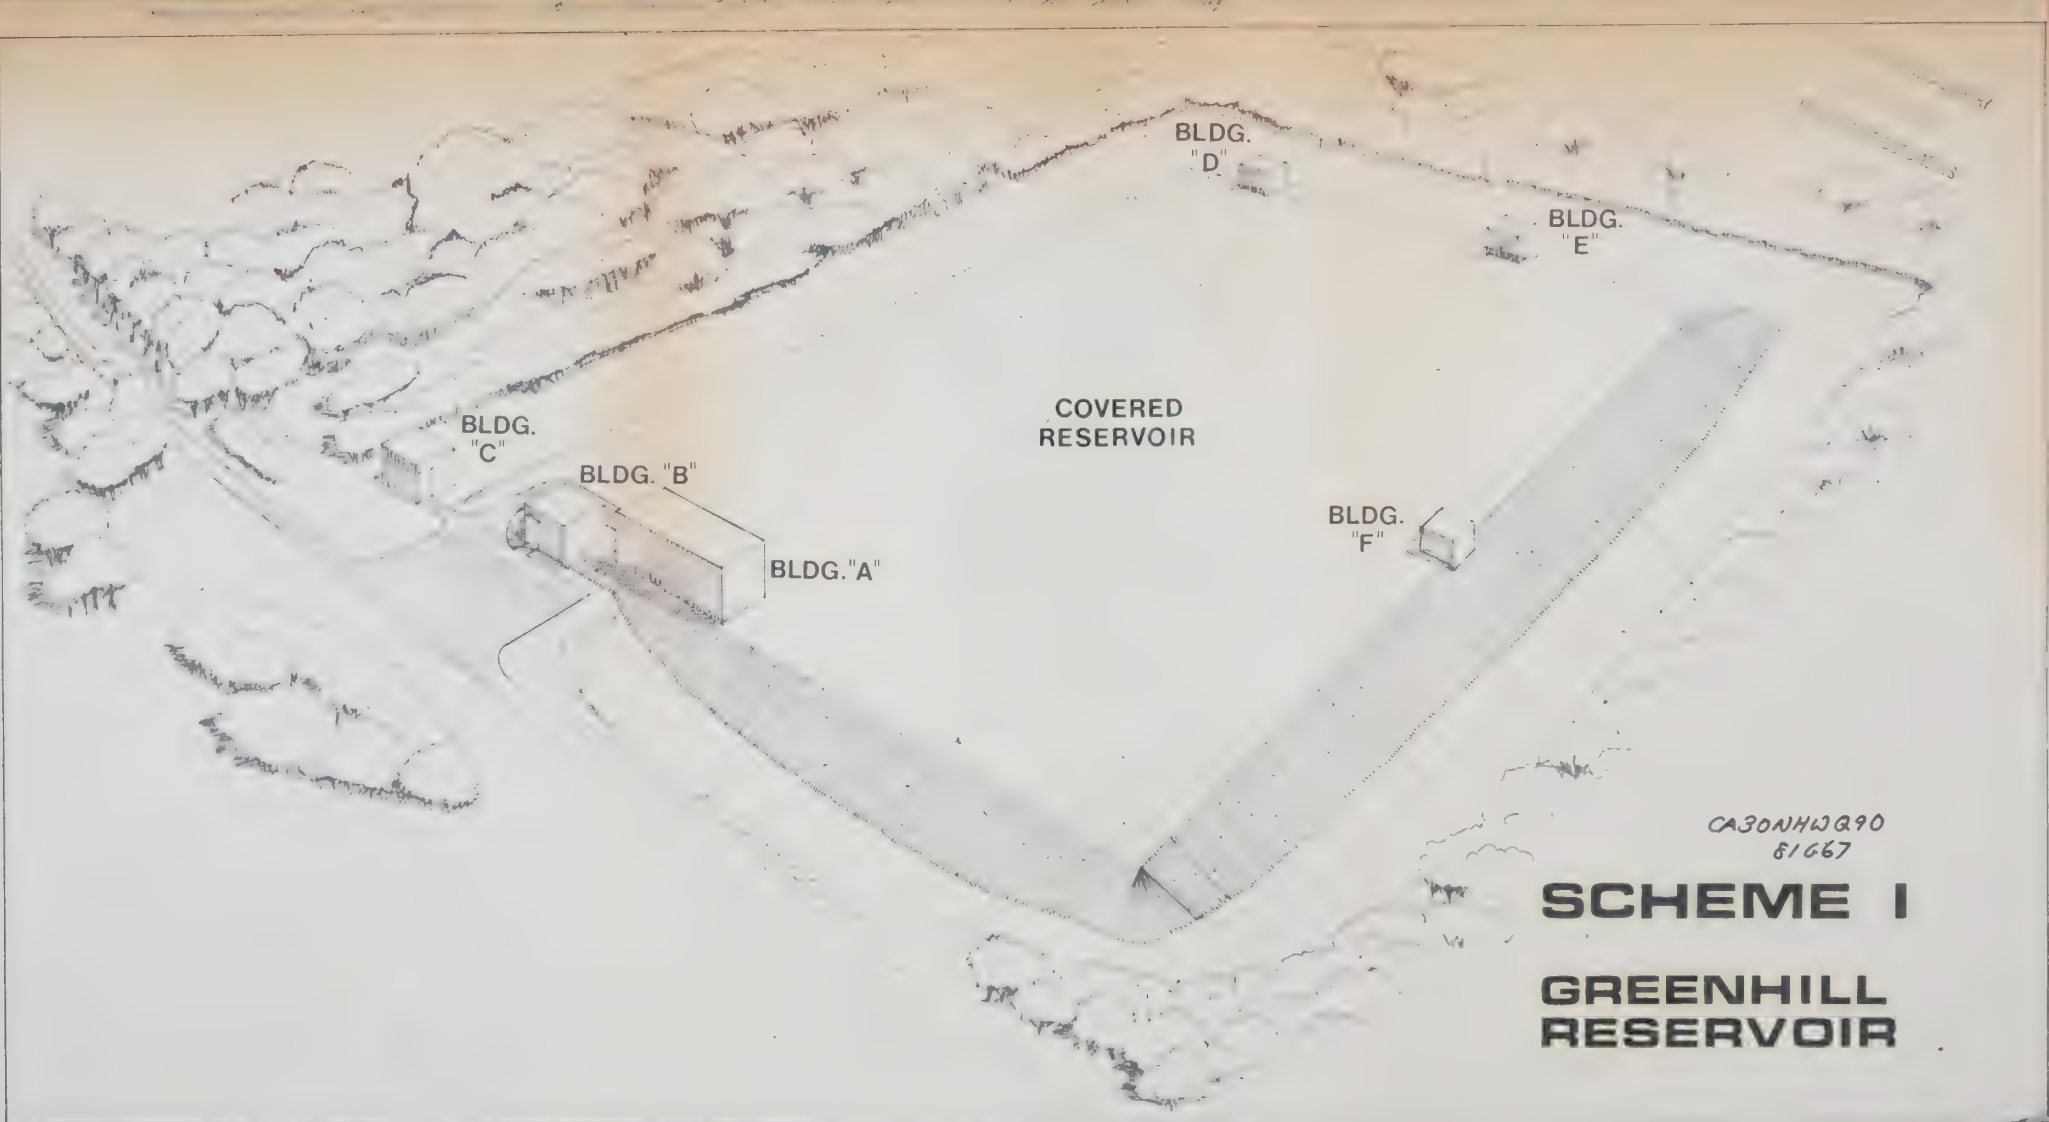 BLDG.
"D"
BLDG.
"E"
COVERED
RESERVOIR
BLDG.
"C"
BLDG. "B"
BLDG.
"F"
BLDG. "A"
CA3ONHWQ90
81G67
SCHEME I
GREENHILL
RESERVOIR